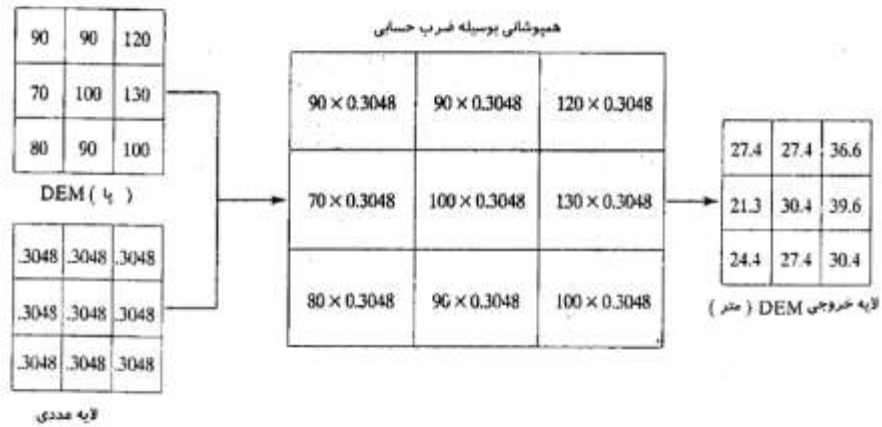 همپوشانی بوسیله ضرب حسابی
90 90 120
70 100 130
80 90 100
DEM ( پا )
.3048 .3048 .3048
.3048 .3048 .3048
.3048 .3048 .3048
لایه عددی
90 × 0.3048 90 × 0.3048 120 × 0.3048
70 × 0.3048 100 × 0.3048 130 × 0.3048
80 × 0.3048 90 × 0.3048 100 × 0.3048
27.4 27.4 36.6
21.3 30.4 39.6
24.4 27.4 30.4
لایه خروجی DEM ( متر )